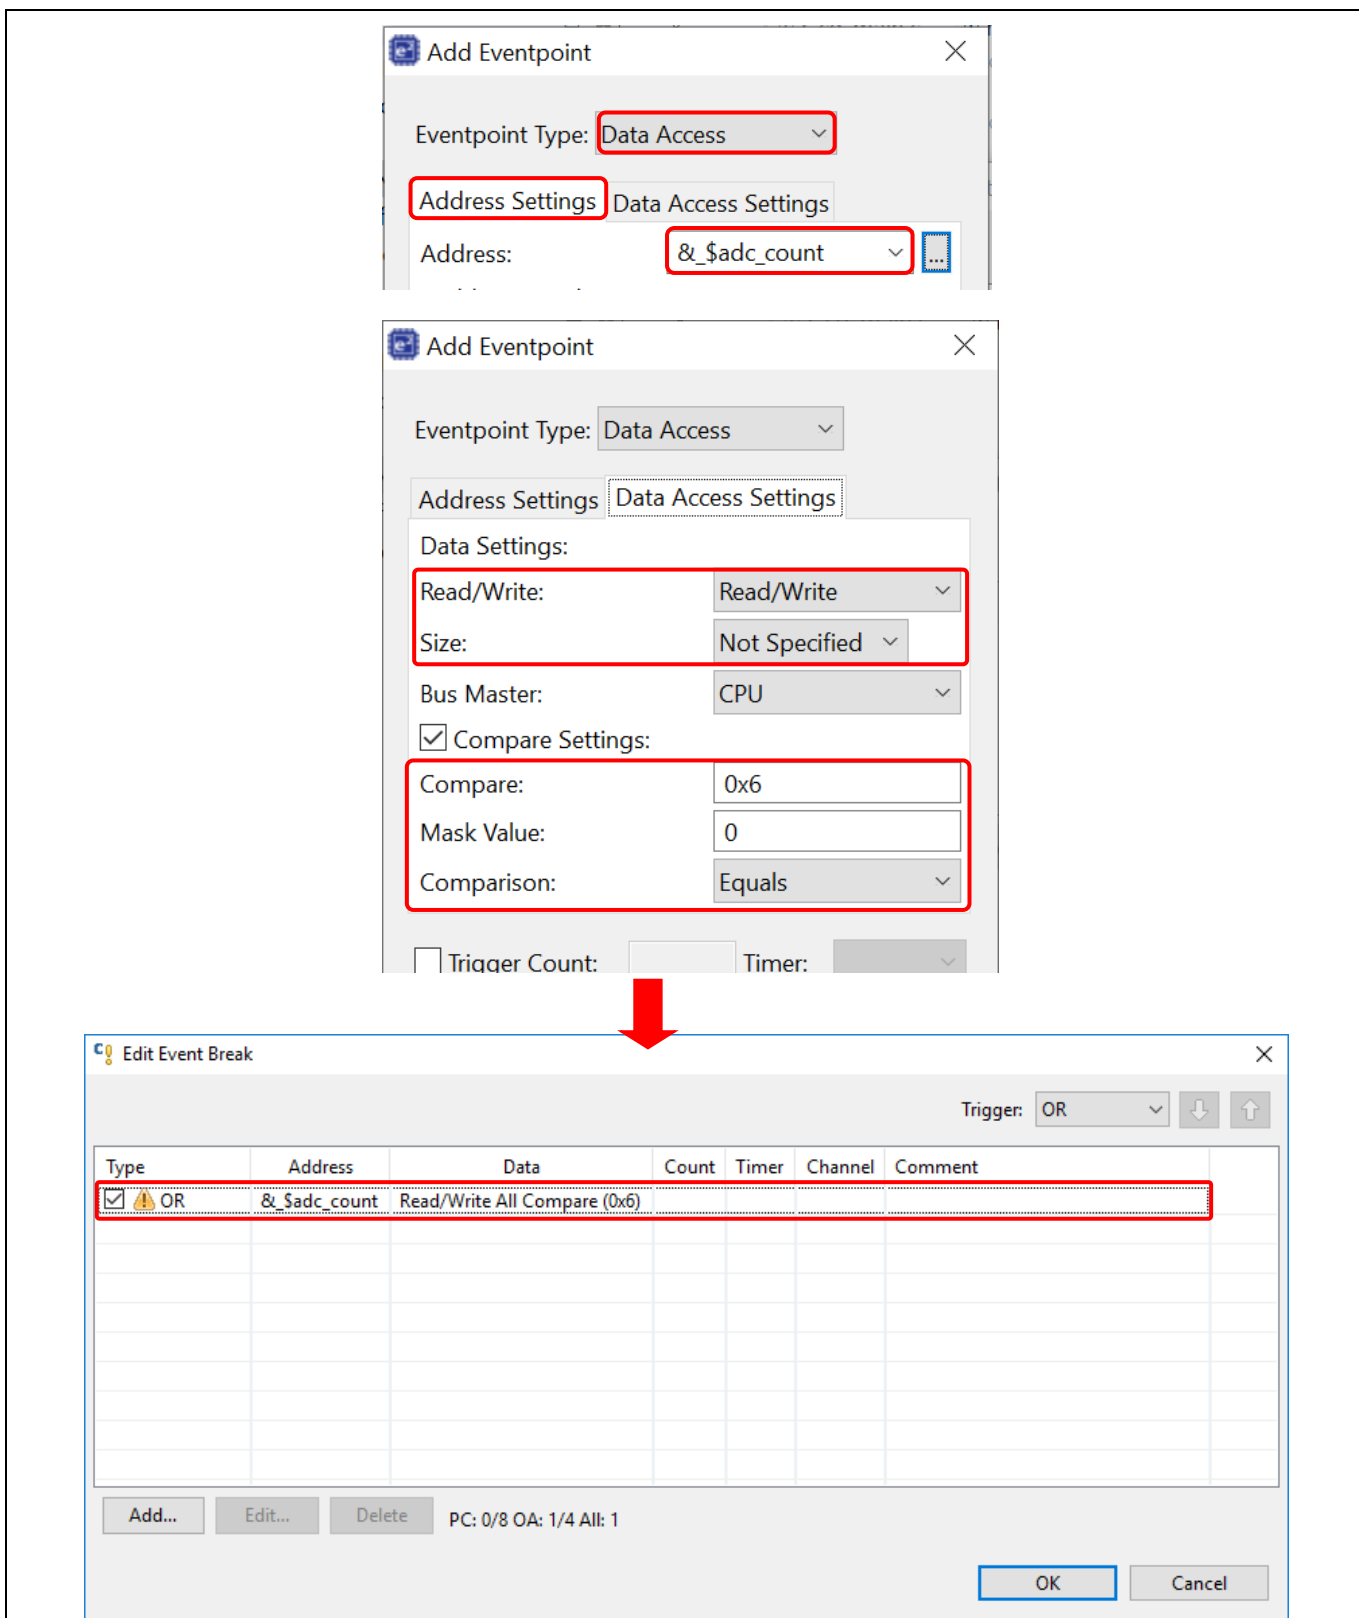 Add Eventpoint
Eventpoint Type: Data Access
Address Settings Data Access Settings
Address: &_$adc_count ...
Add Eventpoint
Eventpoint Type: Data Access
Address Settings Data Access Settings
Data Settings:
Read/Write: Read/Write
Size: Not Specified
Bus Master: CPU
Compare Settings:
Compare: 0x6
Mask Value: 0
Comparison: Equals
Trigger Count: Timer:
Edit Event Break
Trigger: OR
Type Address Data Count Timer Channel Comment
OR &_$adc_count Read/Write All Compare (0x6)
Add... Edit... Delete PC: 0/8 OA: 1/4 All: 1
OK Cancel